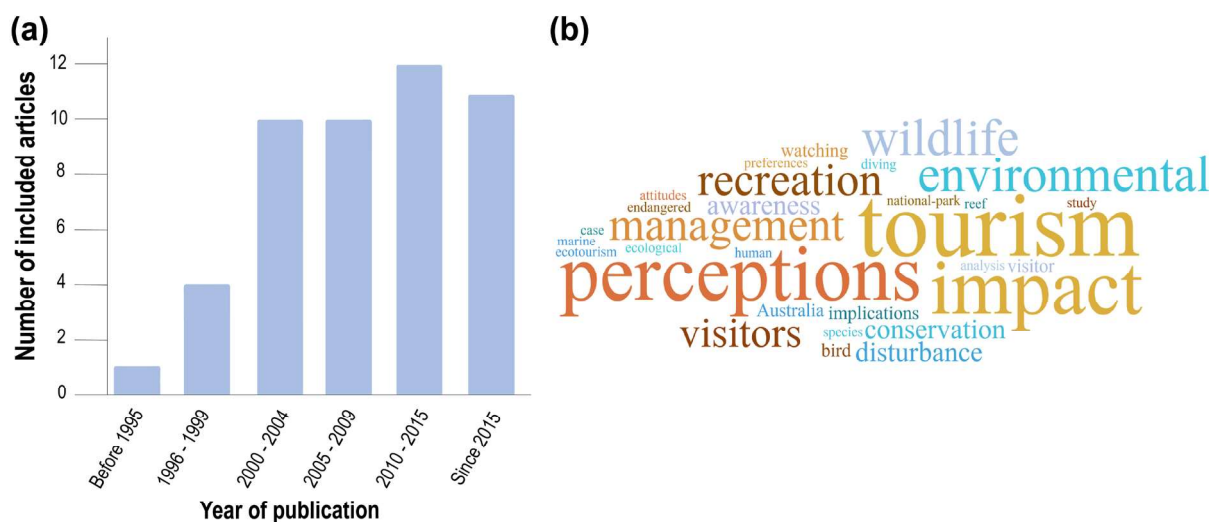 (a)
Number of included articles
12
10
8
6
4
2
0
Before 1995
1996 - 1999
2000 - 2004
2005 - 2009
2010 - 2015
Since 2015
Year of publication
(b)
wildlife
watching
preferences
diving
environmental
recreation
attitudes
national-park
reef
study
endangered
awareness
tourism
management
case
marine
ecological
ecotourism
human
perceptions
analysis
visitor
impact
Australia
implications
visitors
species
conservation
bird
disturbance